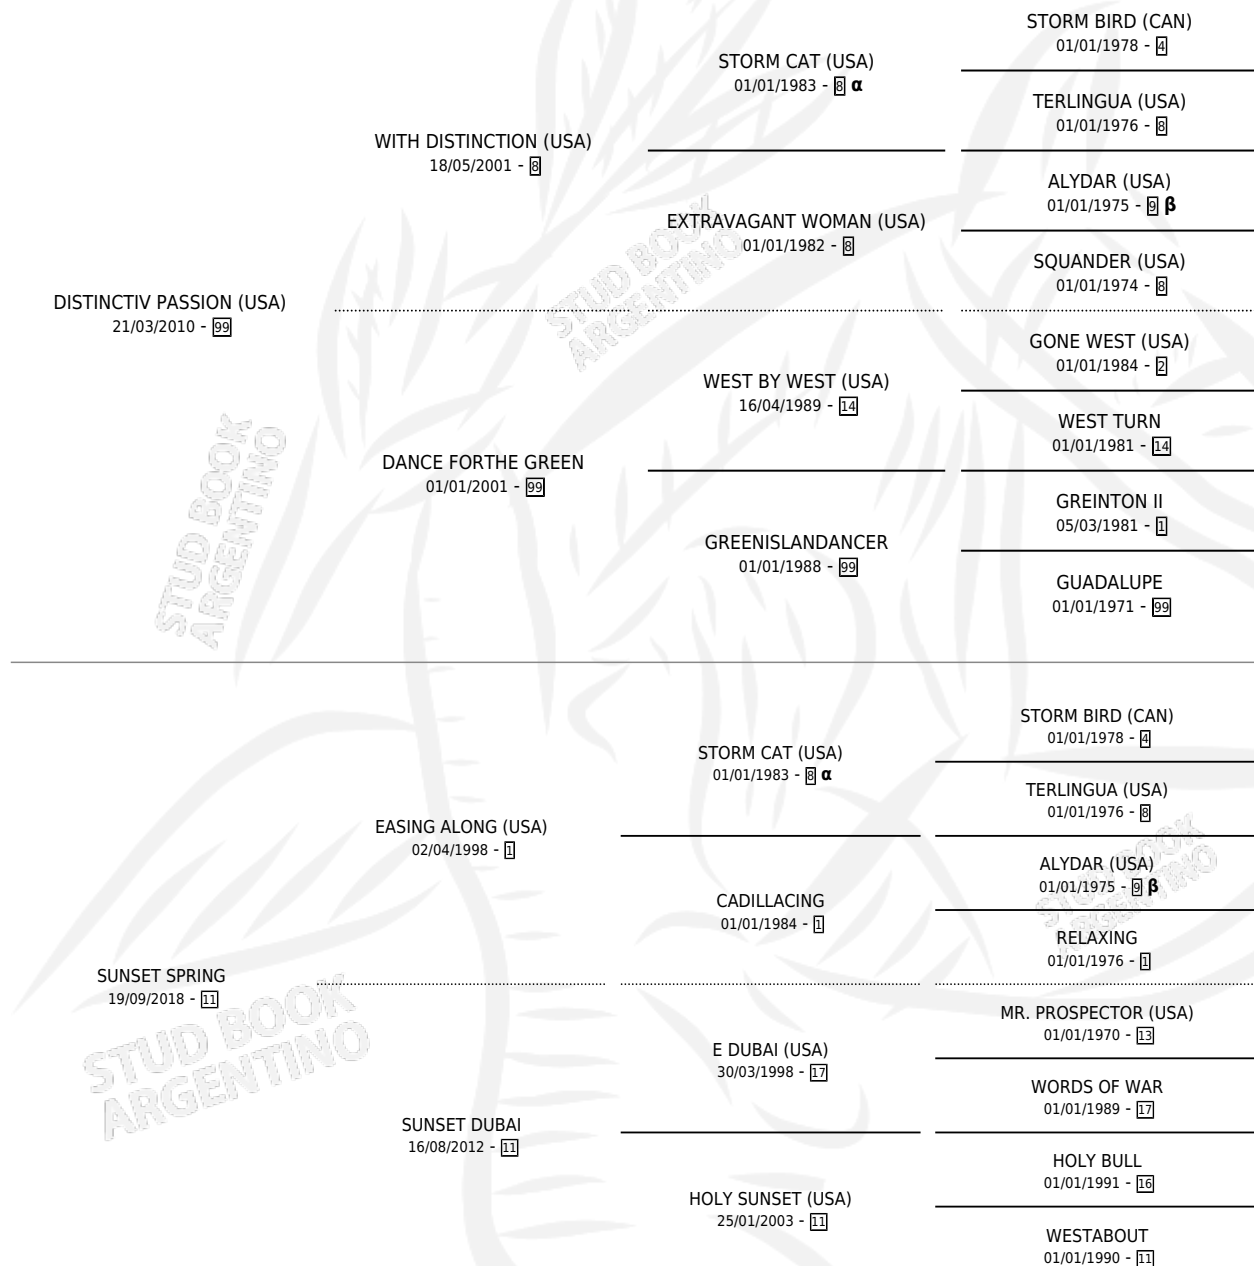 STORM BIRD (CAN)
01/01/1978 - 4
STORM CAT (USA)
01/01/1983 - 8 α
TERLINGUA (USA)
01/01/1976 - 8
WITH DISTINCTION (USA)
18/05/2001 - 8
ALYDAR (USA)
01/01/1975 - 9 β
EXTRAVAGANT WOMAN (USA)
01/01/1982 - 8
SQUANDER (USA)
01/01/1974 - 8
DISTINCTIV PASSION (USA)
21/03/2010 - 99
GONE WEST (USA)
01/01/1984 - 2
WEST BY WEST (USA)
16/04/1989 - 14
WEST TURN
01/01/1981 - 14
DANCE FORTHE GREEN
01/01/2001 - 99
GREINTON II
05/03/1981 - 1
GREENISLANDANCER
01/01/1988 - 99
GUADALUPE
01/01/1971 - 99
STORM BIRD (CAN)
01/01/1978 - 4
STORM CAT (USA)
01/01/1983 - 8 α
TERLINGUA (USA)
01/01/1976 - 8
EASING ALONG (USA)
02/04/1998 - 1
ALYDAR (USA)
01/01/1975 - 9 β
CADILLACING
01/01/1984 - 1
RELAXING
01/01/1976 - 1
SUNSET SPRING
19/09/2018 - 11
MR. PROSPECTOR (USA)
01/01/1970 - 13
E DUBAI (USA)
30/03/1998 - 17
WORDS OF WAR
01/01/1989 - 17
SUNSET DUBAI
16/08/2012 - 11
HOLY BULL
01/01/1991 - 16
HOLY SUNSET (USA)
25/01/2003 - 11
WESTABOUT
01/01/1990 - 11
STUD BOOK
ARGENTINO
STUD BOOK
ARGENTINO
STUD BOOK
ARGENTINO
STUD BOOK
ARGENTINO